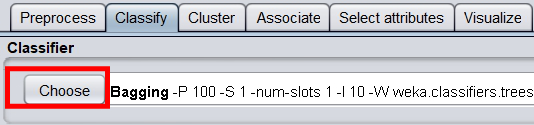 Preprocess Classify Cluster Associate Select attributes Visualize
Classifier
Choose Bagging -P 100 -S 1 -num-slots 1 -I 10 -W weka.classifiers.trees